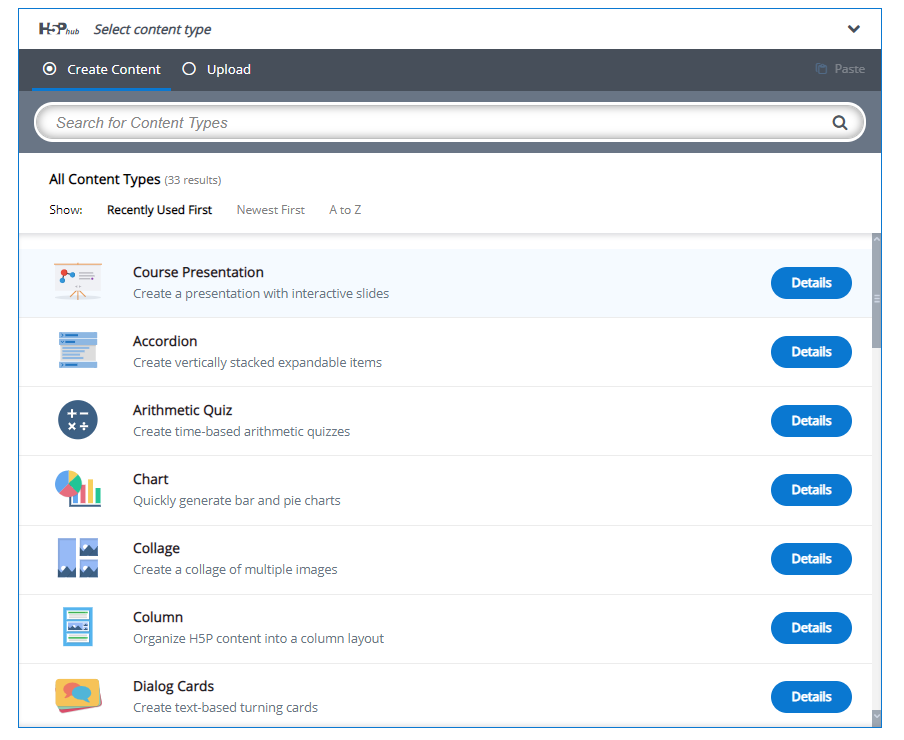 H5Phub Select content type
Create Content Upload Paste
Search for Content Types
All Content Types (33 results)
Show: Recently Used First Newest First A to Z
Course Presentation
Create a presentation with interactive slides
Details
Accordion
Create vertically stacked expandable items
Details
Arithmetic Quiz
Create time-based arithmetic quizzes
Details
Chart
Quickly generate bar and pie charts
Details
Collage
Create a collage of multiple images
Details
Column
Organize H5P content into a column layout
Details
Dialog Cards
Create text-based turning cards
Details